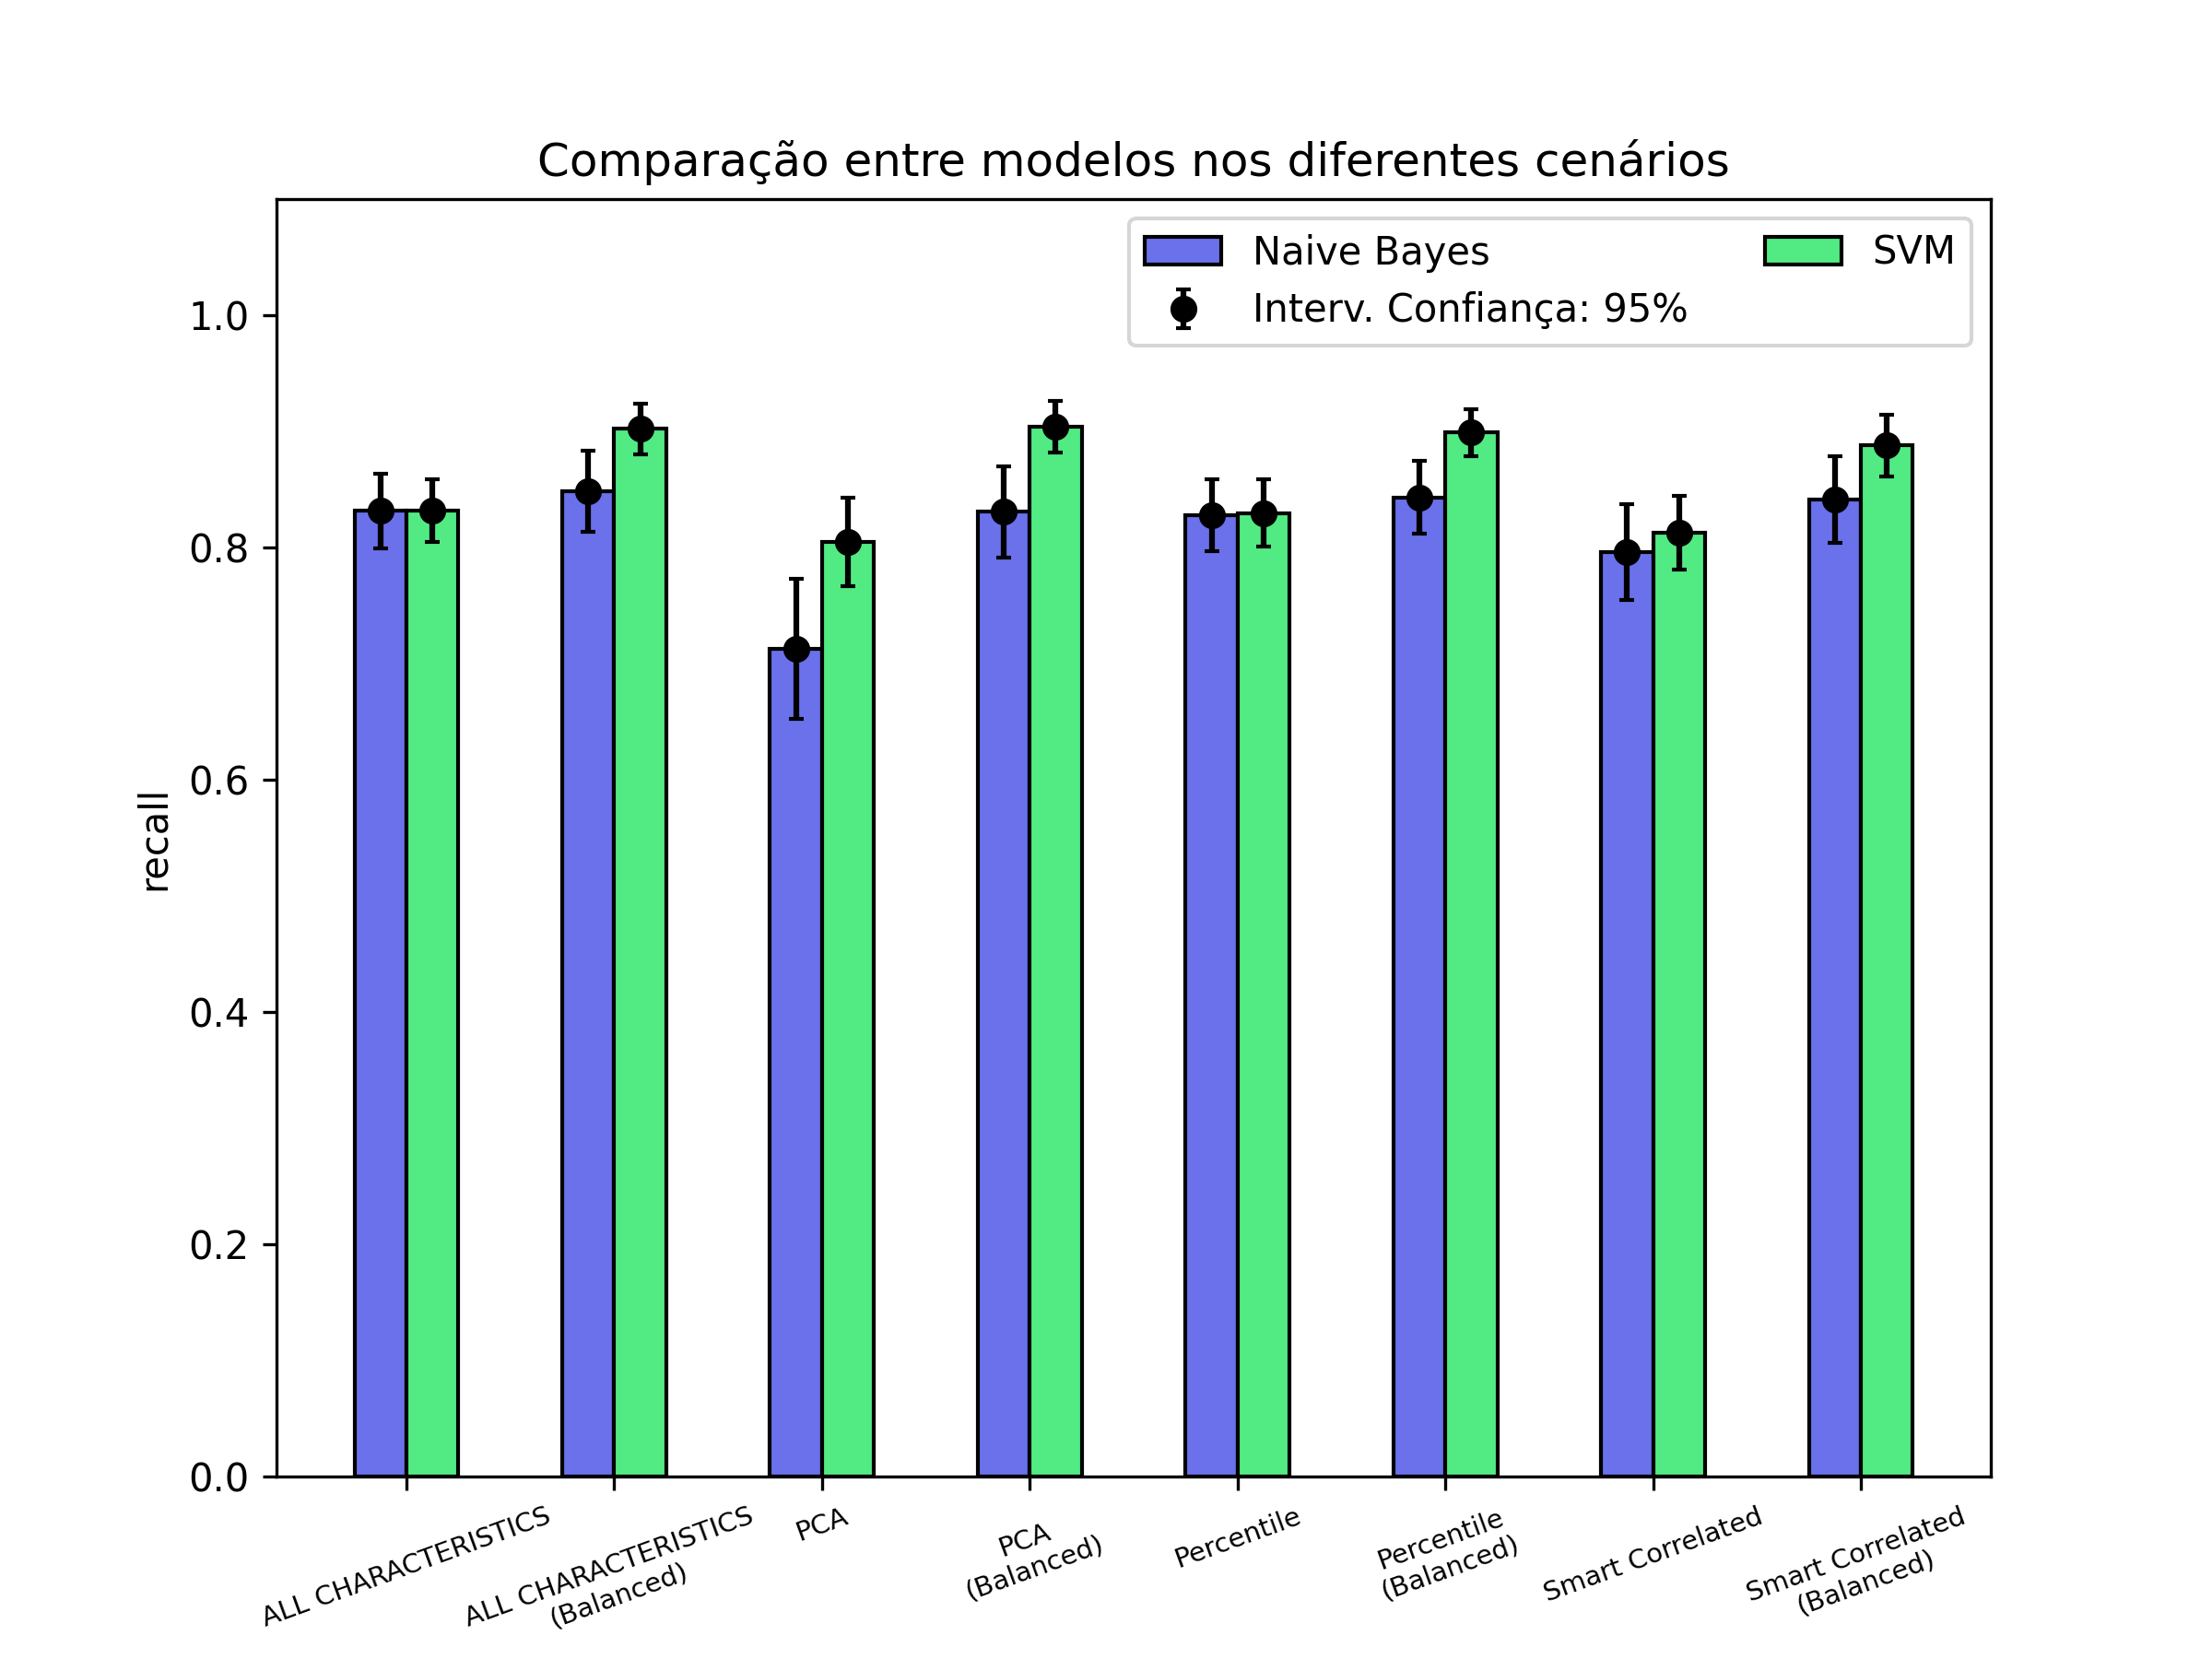 Comparação entre modelos nos diferentes cenários
Naive Bayes
Interv. Confiança: 95%
SVM
recall
1.0
0.8
0.6
0.4
0.2
0.0
ALL CHARACTERISTICS
ALL CHARACTERISTICS
(Balanced)
PCA
PCA
(Balanced)
Percentile
Percentile
(Balanced)
Smart Correlated
Smart Correlated
(Balanced)